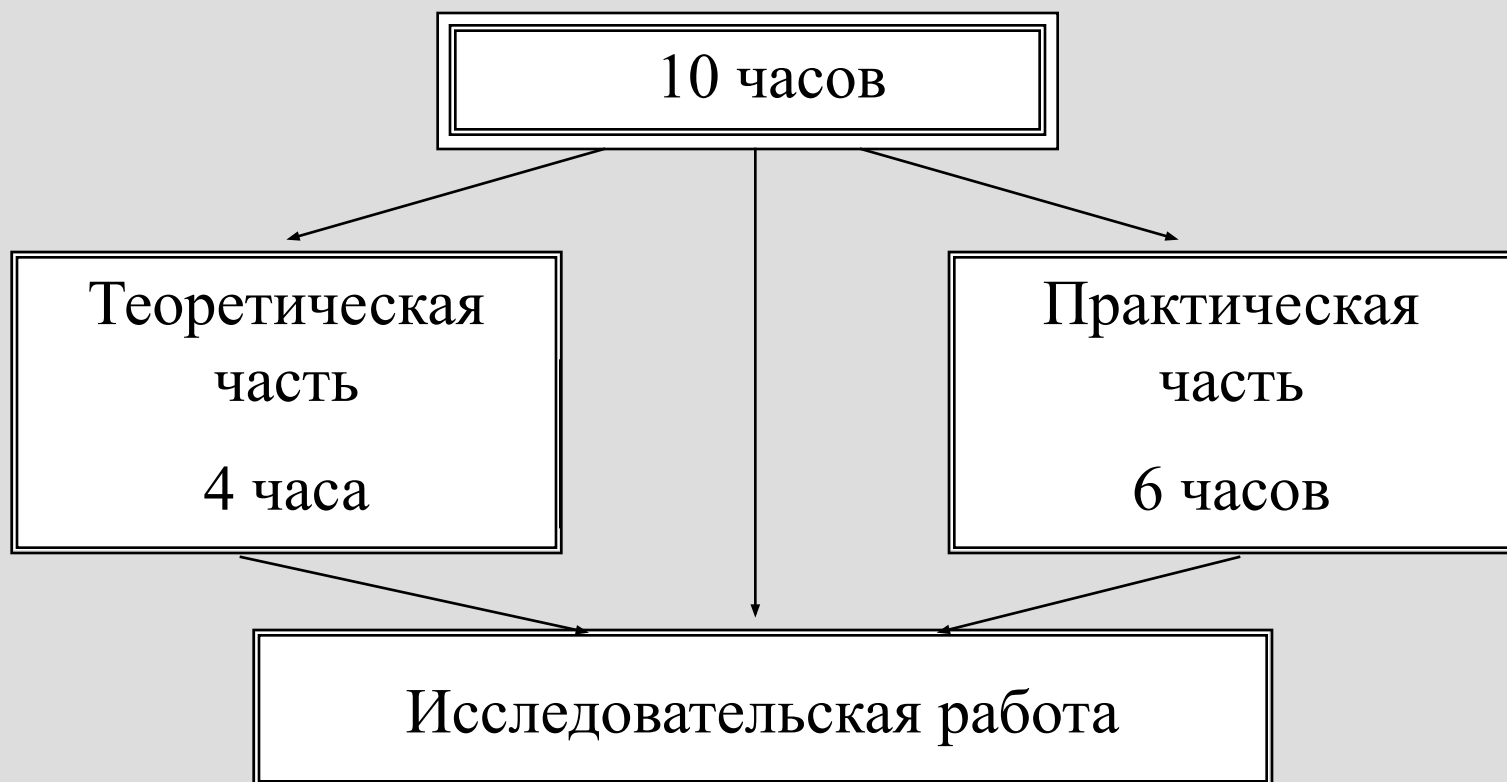 10 часов
Теоретическая
часть
4 часа
Практическая
часть
6 часов
Исследовательская работа